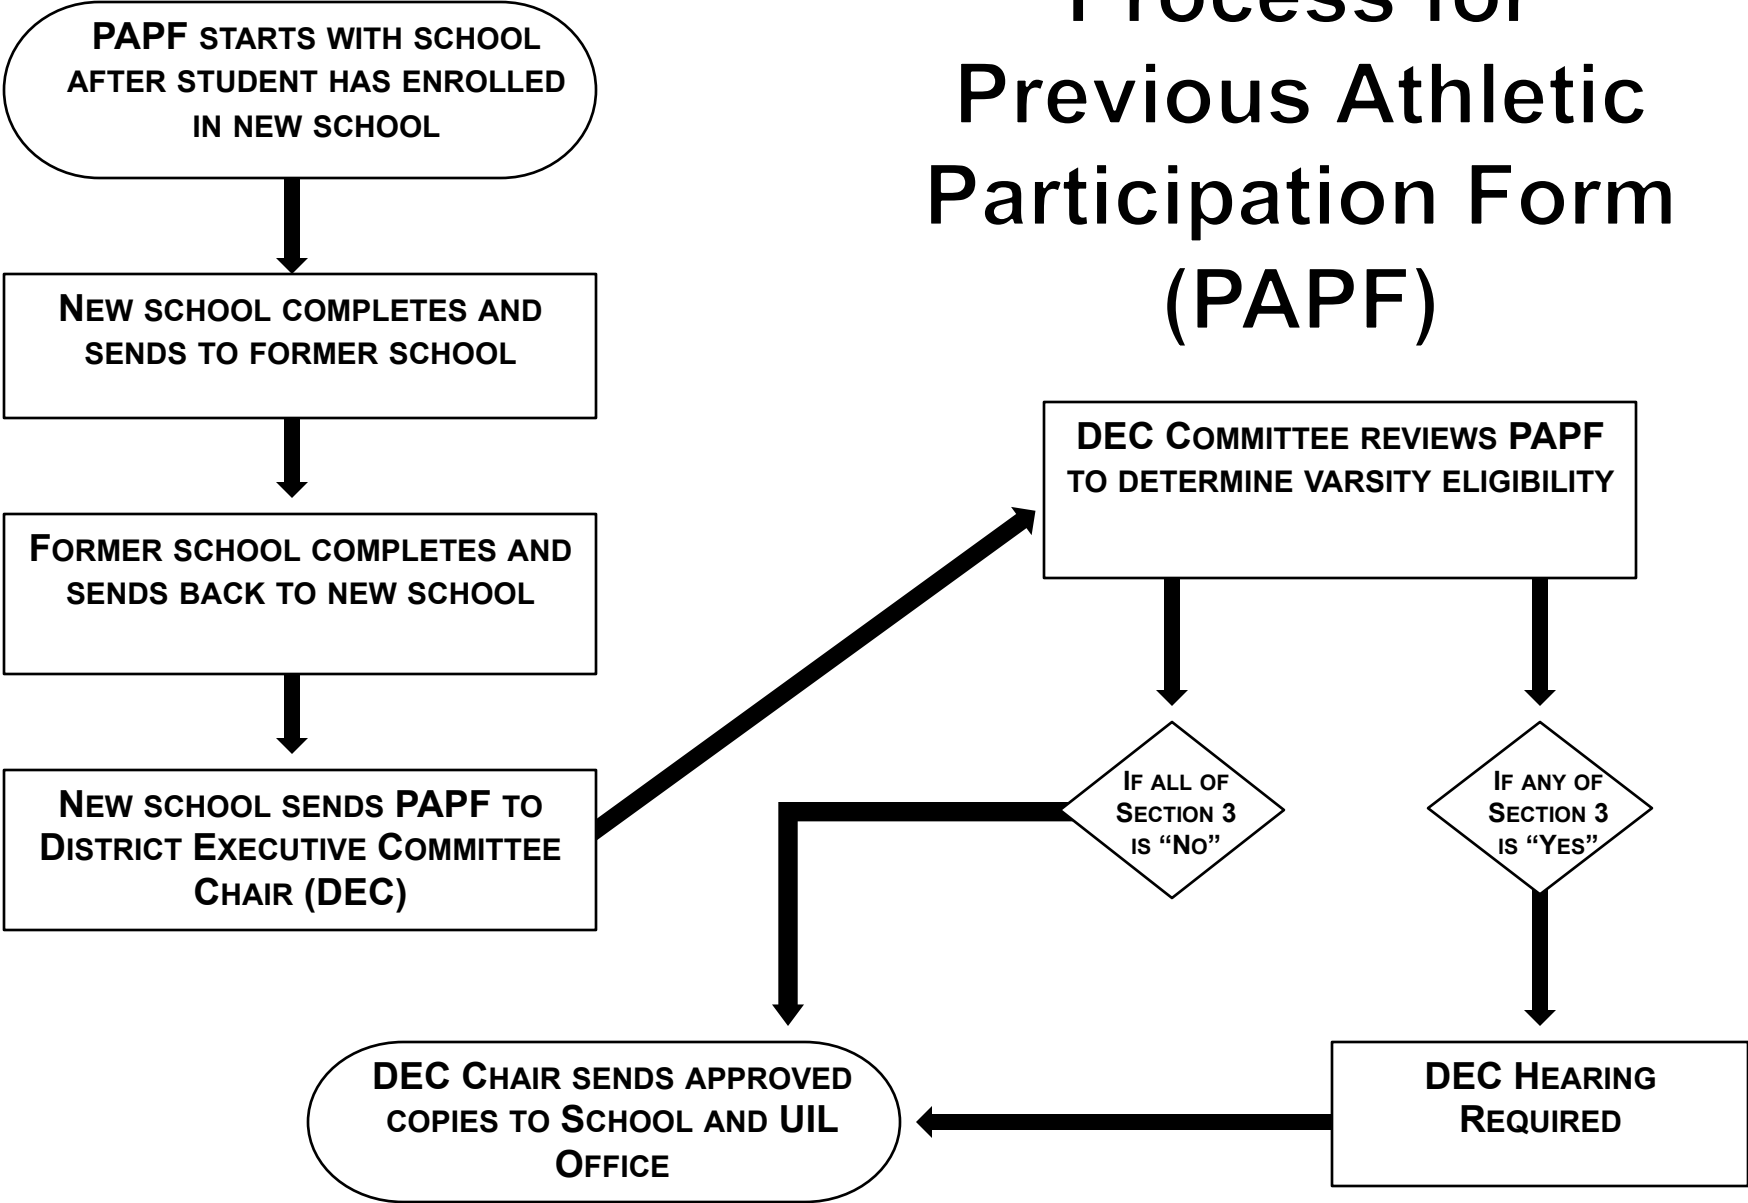 Process for
Previous Athletic
Participation Form
(PAPF)
PAPF starts with school
after student has enrolled
in new school
New school completes and
sends to former school
Former school completes and
sends back to new school
New school sends PAPF to
District Executive Committee
Chair (DEC)
DEC Committee reviews PAPF
to determine varsity eligibility
If all of
Section 3
is “No”
If any of
Section 3
is “Yes”
DEC Hearing
Required
DEC Chair sends approved
copies to School and UIL
Office